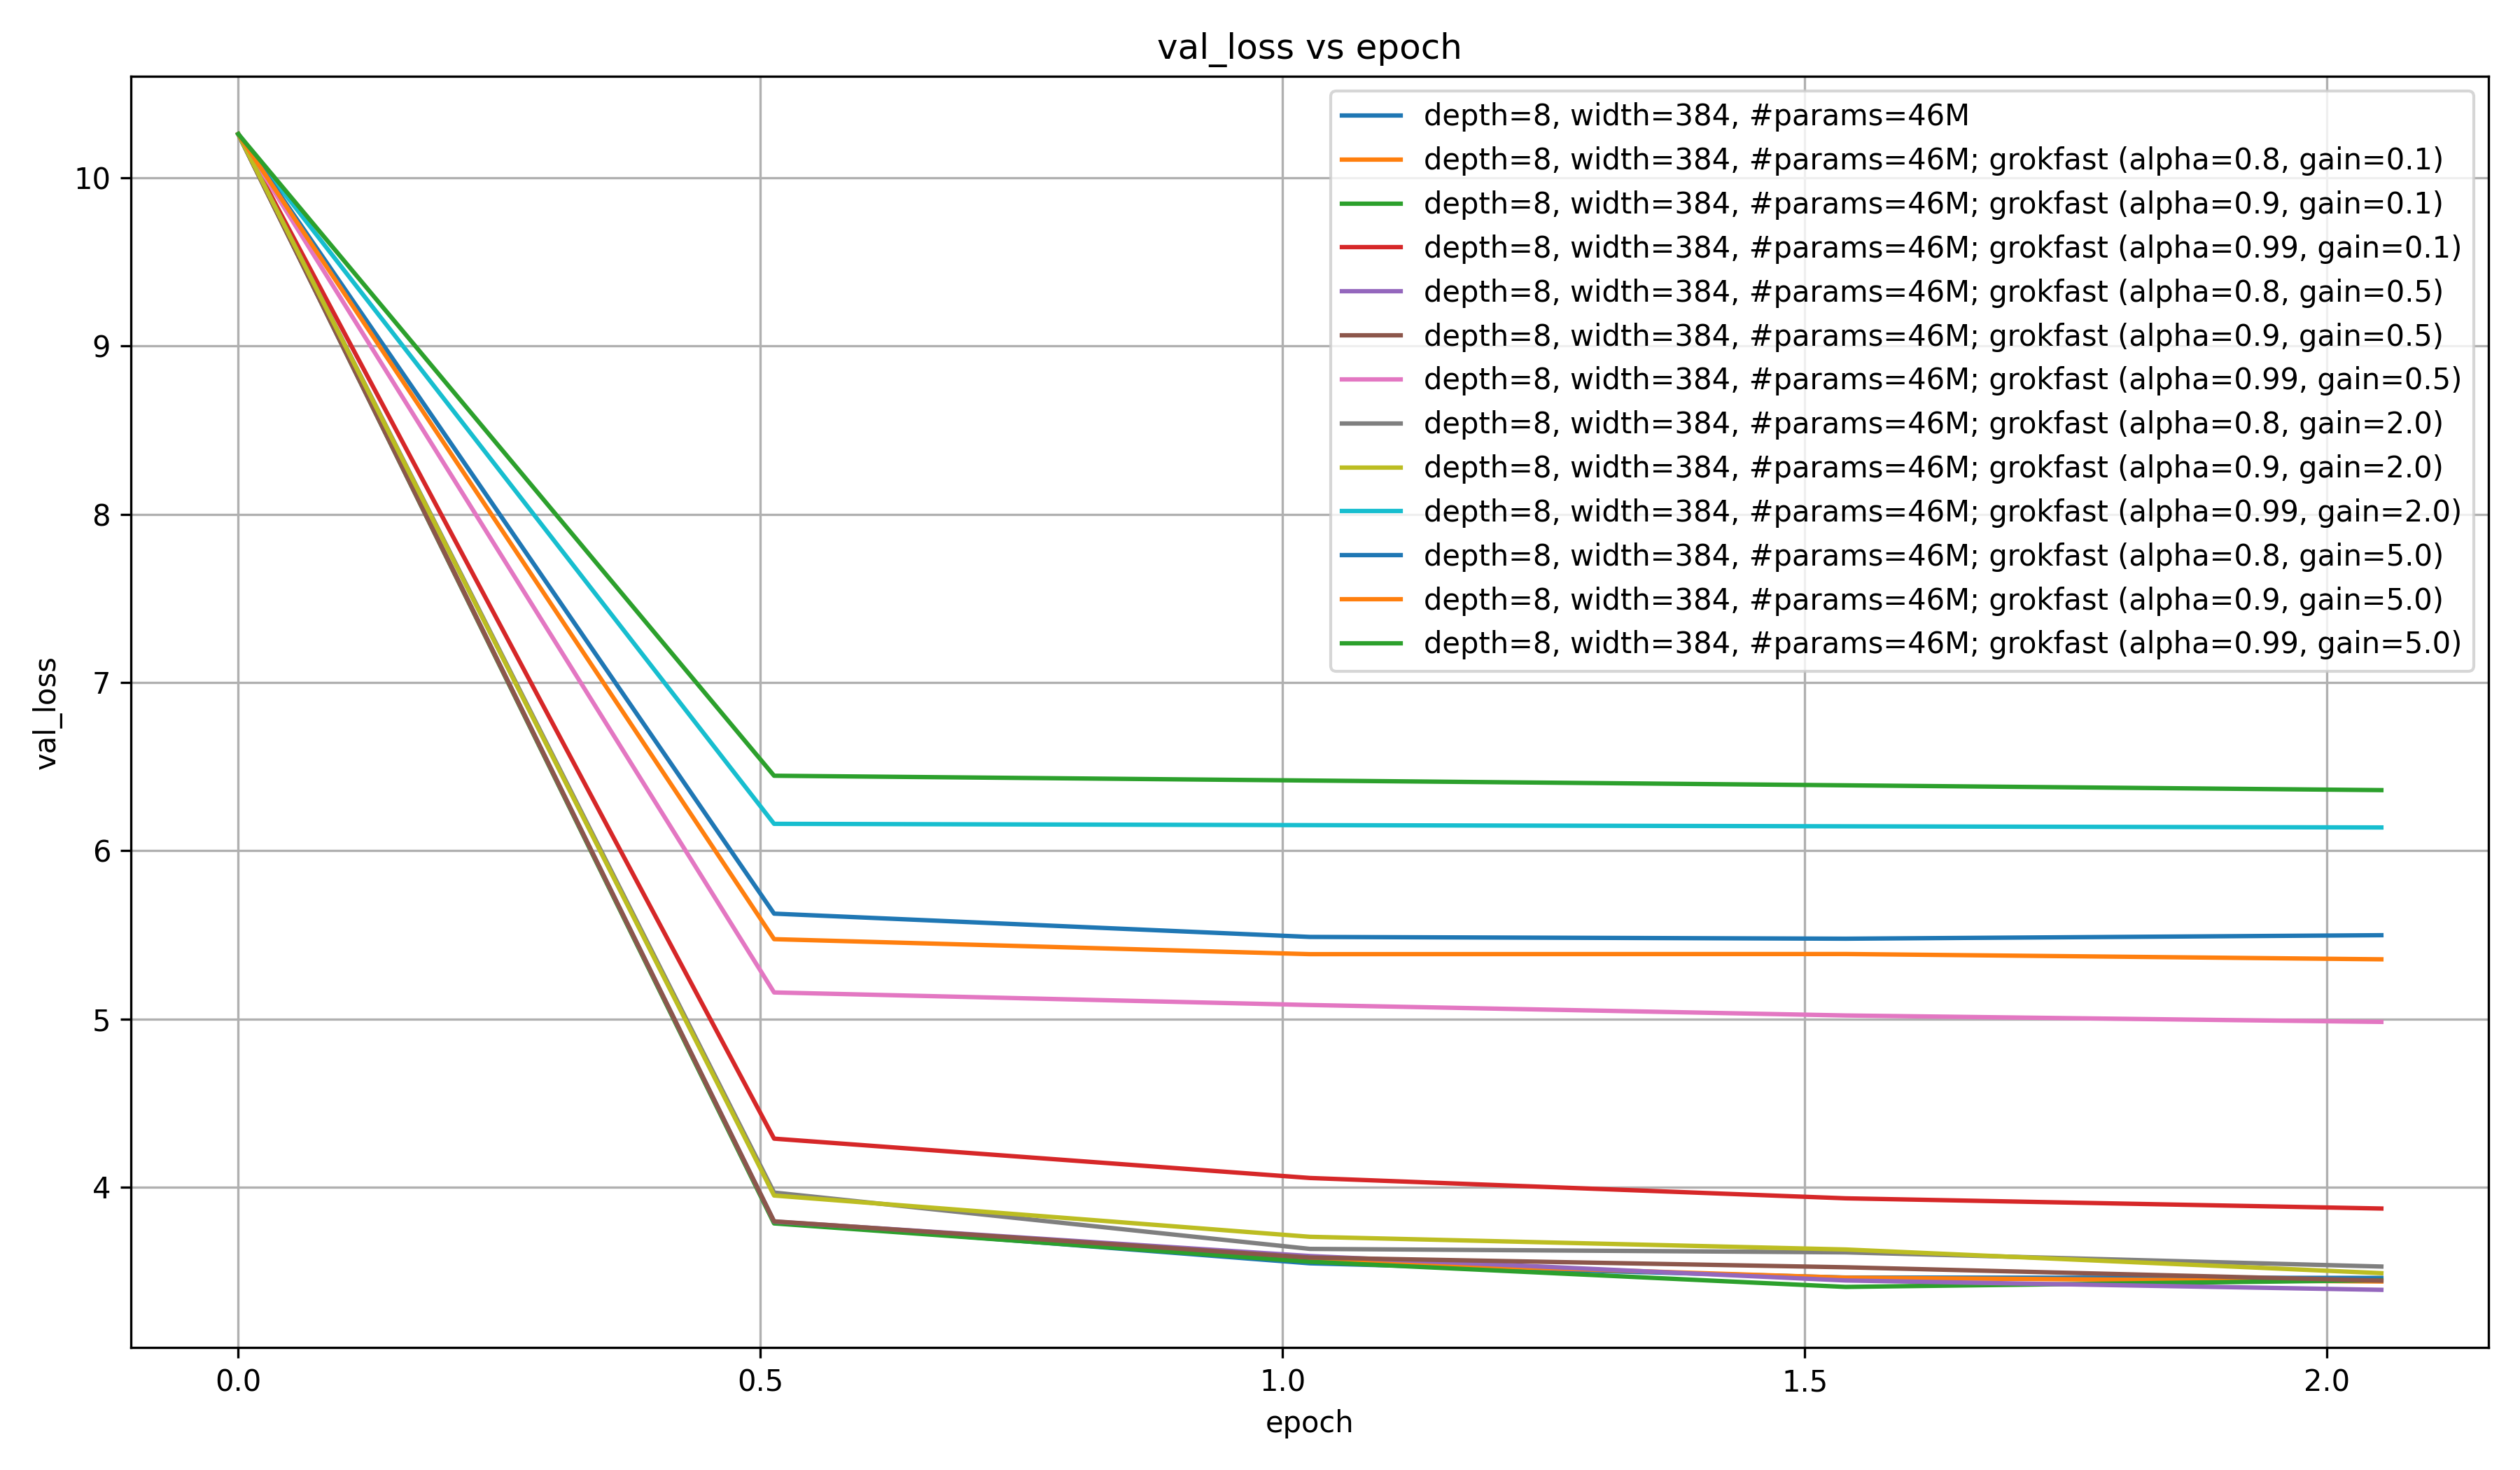 val_loss vs epoch
depth=8, width=384, #params=46M
depth=8, width=384, #params=46M; grokfast (alpha=0.8, gain=0.1)
depth=8, width=384, #params=46M; grokfast (alpha=0.9, gain=0.1)
depth=8, width=384, #params=46M; grokfast (alpha=0.99, gain=0.1)
depth=8, width=384, #params=46M; grokfast (alpha=0.8, gain=0.5)
depth=8, width=384, #params=46M; grokfast (alpha=0.9, gain=0.5)
depth=8, width=384, #params=46M; grokfast (alpha=0.99, gain=0.5)
depth=8, width=384, #params=46M; grokfast (alpha=0.8, gain=2.0)
depth=8, width=384, #params=46M; grokfast (alpha=0.9, gain=2.0)
depth=8, width=384, #params=46M; grokfast (alpha=0.99, gain=2.0)
depth=8, width=384, #params=46M; grokfast (alpha=0.8, gain=5.0)
depth=8, width=384, #params=46M; grokfast (alpha=0.9, gain=5.0)
depth=8, width=384, #params=46M; grokfast (alpha=0.99, gain=5.0)
val_loss
10
9
8
7
6
5
4
0.0 0.5 1.0 1.5 2.0
epoch